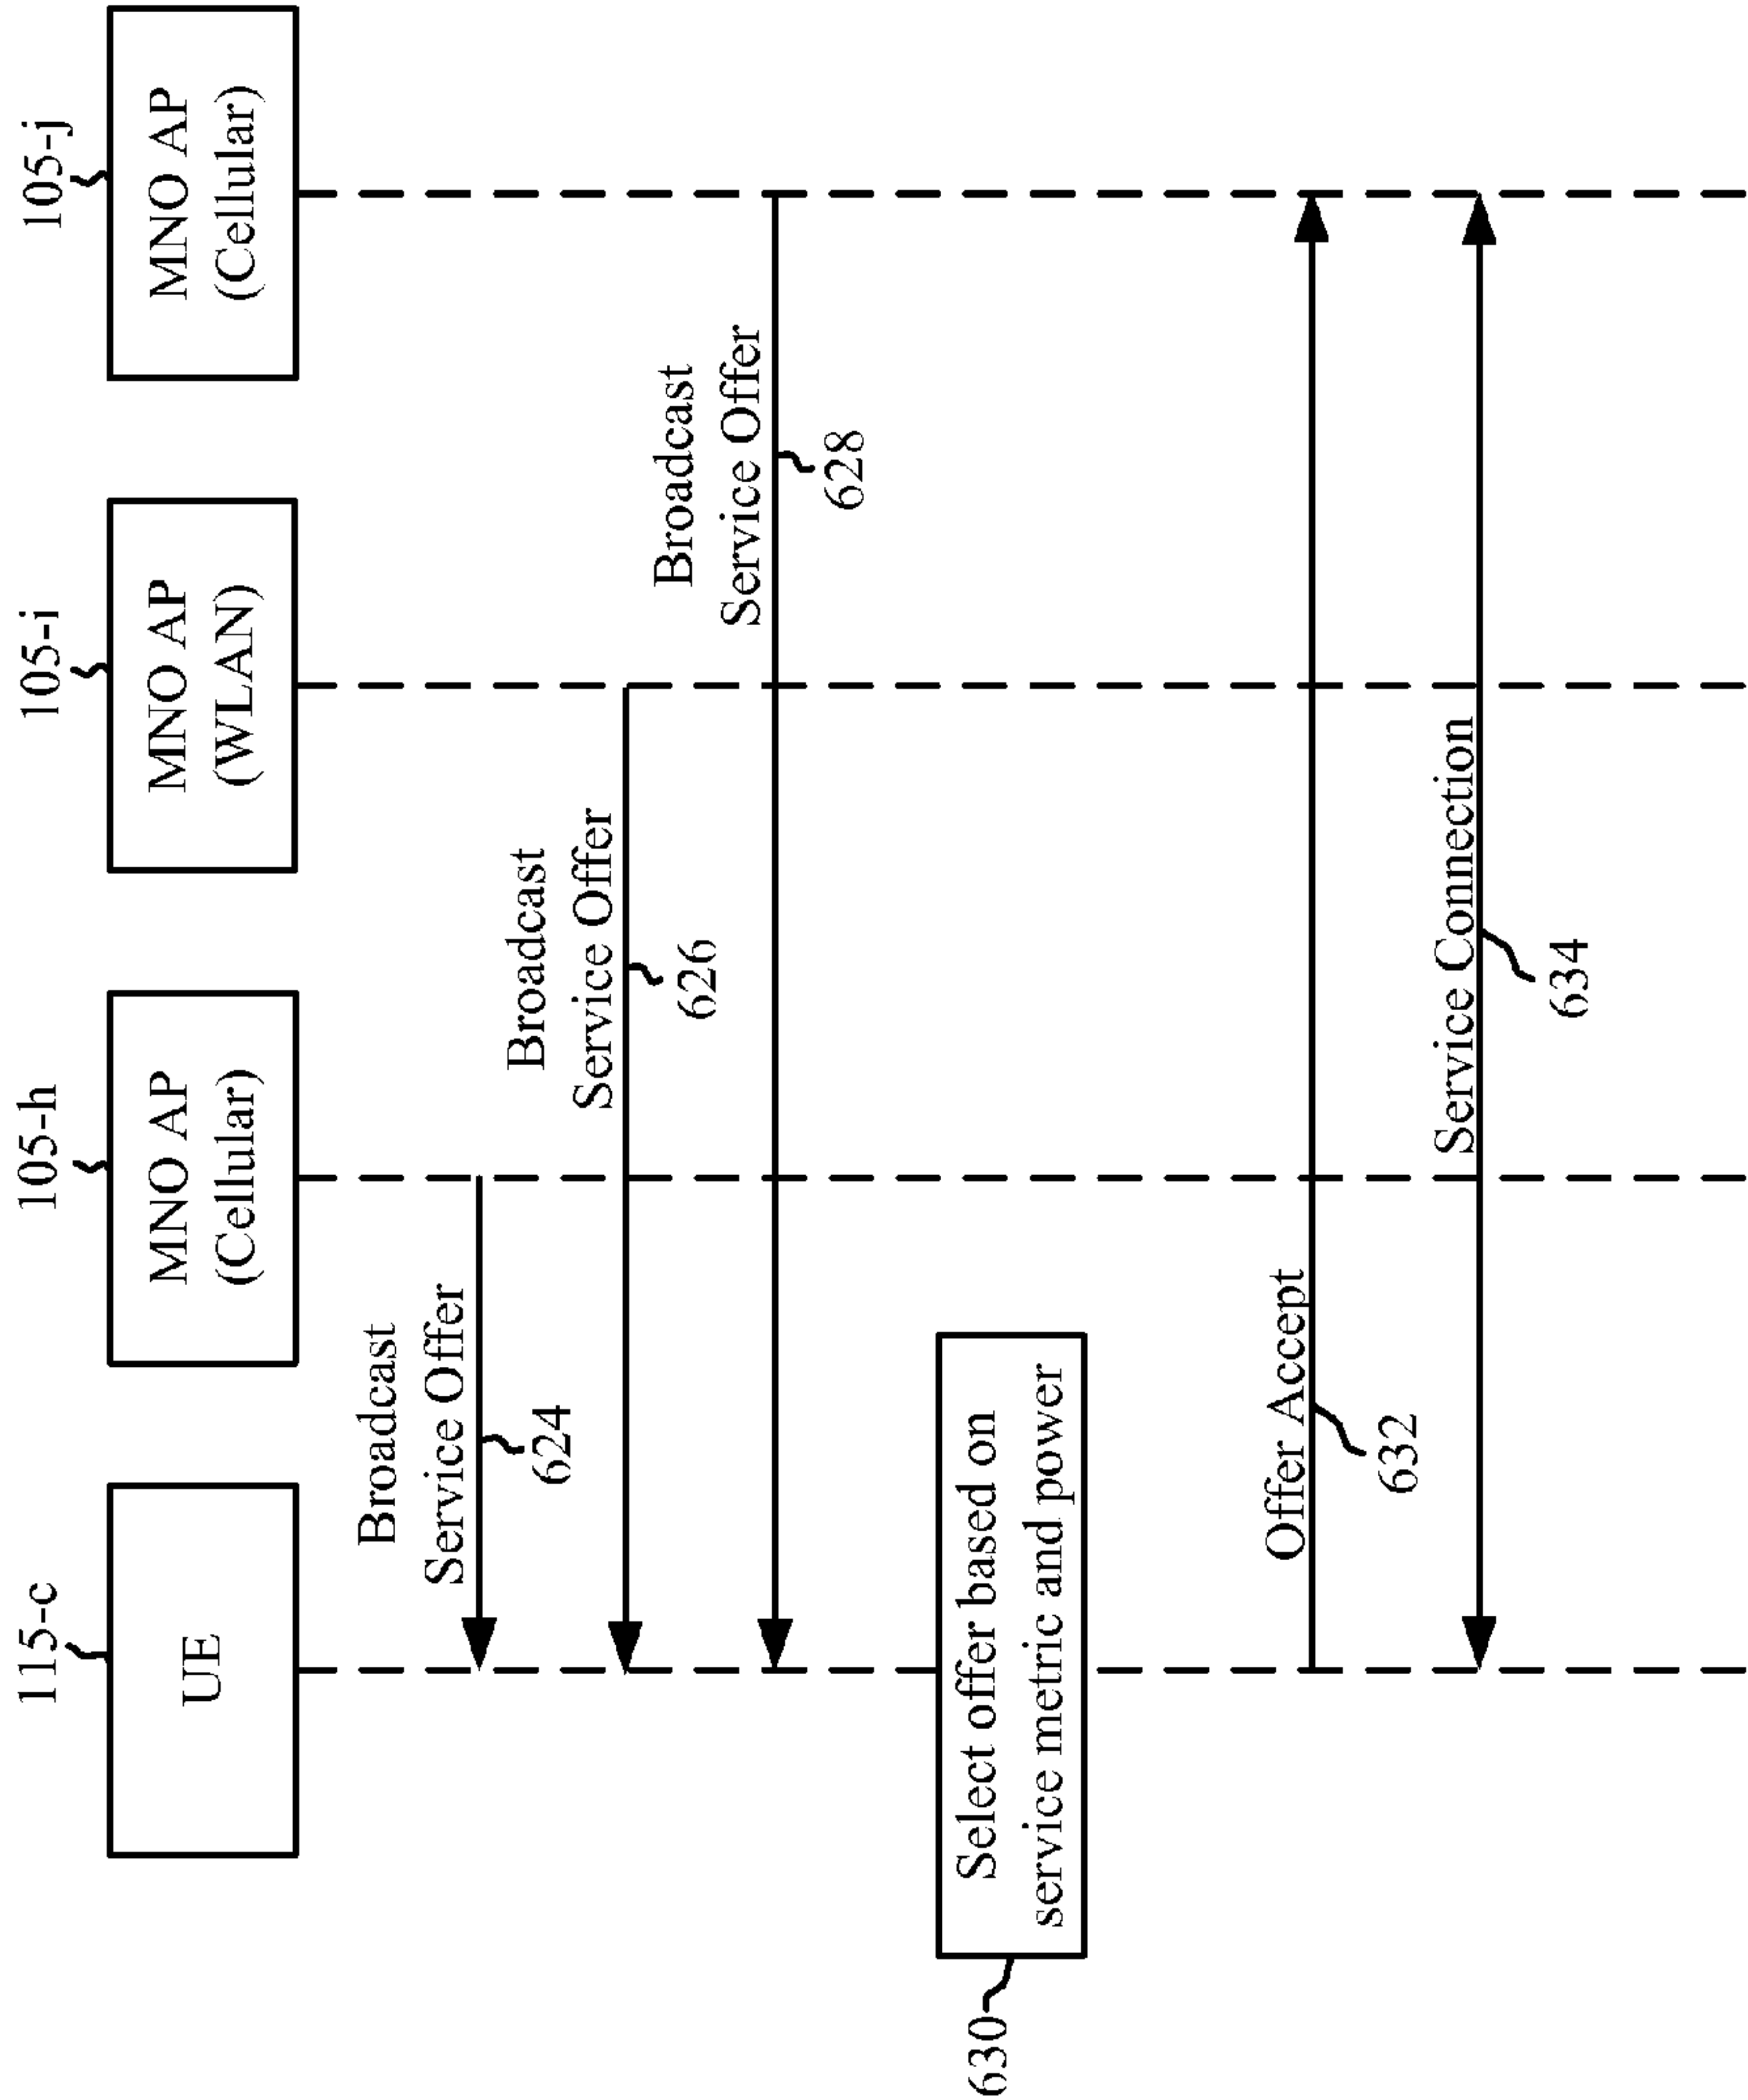 115-c
105-h
105-i
105-j
UE
MNO AP
(Cellular)
MNO AP
(WLAN)
MNO AP
(Cellular)
Broadcast
Service Offer
624
Broadcast
Service Offer
626
Broadcast
Service Offer
628
Select offer based on
service metric and power
630
Offer Accept
632
Service Connection
634